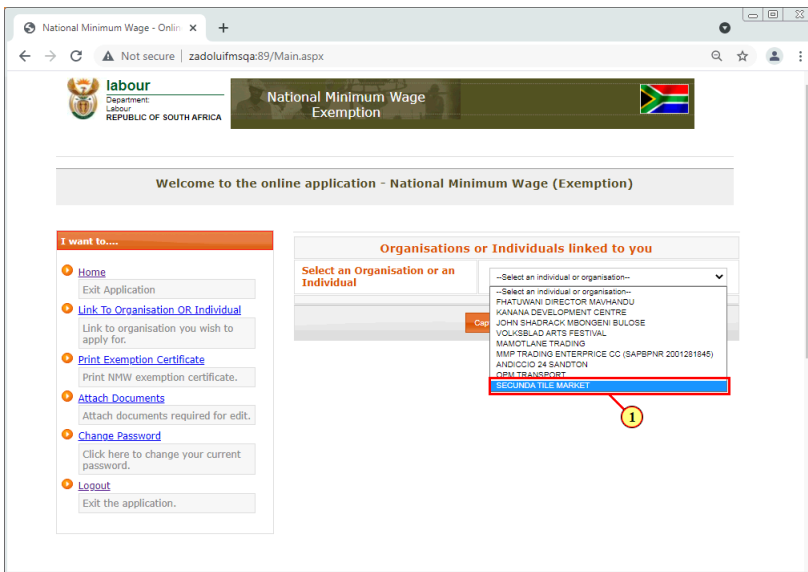 National Minimum Wage - Onlin
Not secure | zadoluifmsqa:89/Main.aspx
labour
Department:
Labour
REPUBLIC OF SOUTH AFRICA
National Minimum Wage
Exemption
Welcome to the online application - National Minimum Wage (Exemption)
I want to....
Home
Exit Application
Link To Organisation OR Individual
Link to organisation you wish to
apply for.
Print Exemption Certificate
Print NMW exemption certificate.
Attach Documents
Attach documents required for edit.
Change Password
Click here to change your current
password.
Logout
Exit the application.
Organisations or Individuals linked to you
Select an Organisation or an
Individual
--Select an individual or organisation--
--Select an individual or organisation--
FHATUWANI DIRECTOR MAVHANDU
KANANA DEVELOPMENT CENTRE
JOHN SHADRACK MBONGENI BULOSE
VOLKSBLAD ARTS FESTIVAL
MAMOTLANE TRADING
MMP TRADING ENTERPRICE CC (SAPBPNR 2001281845)
ANDICCIO 24 SANDTON
OPM TRANSPORT
SECUNDA TILE MARKET
Cap
1